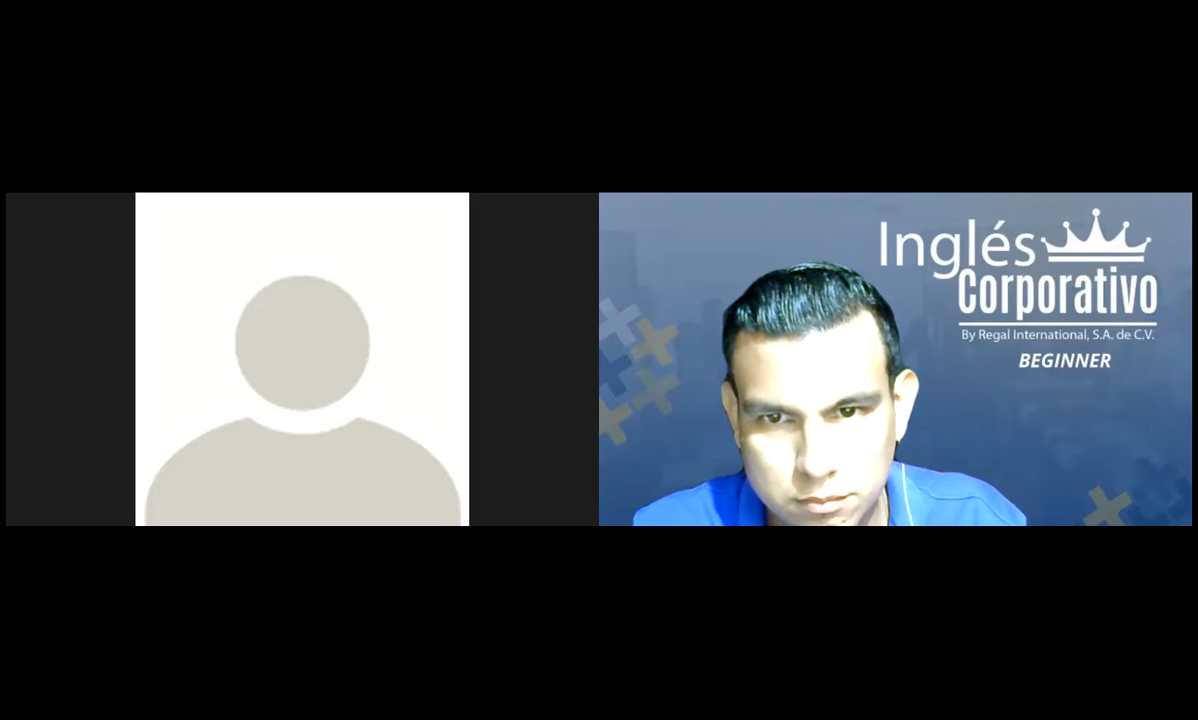 Inglés
Corporativo
By Regal International, S.A. de C.V.
BEGINNER